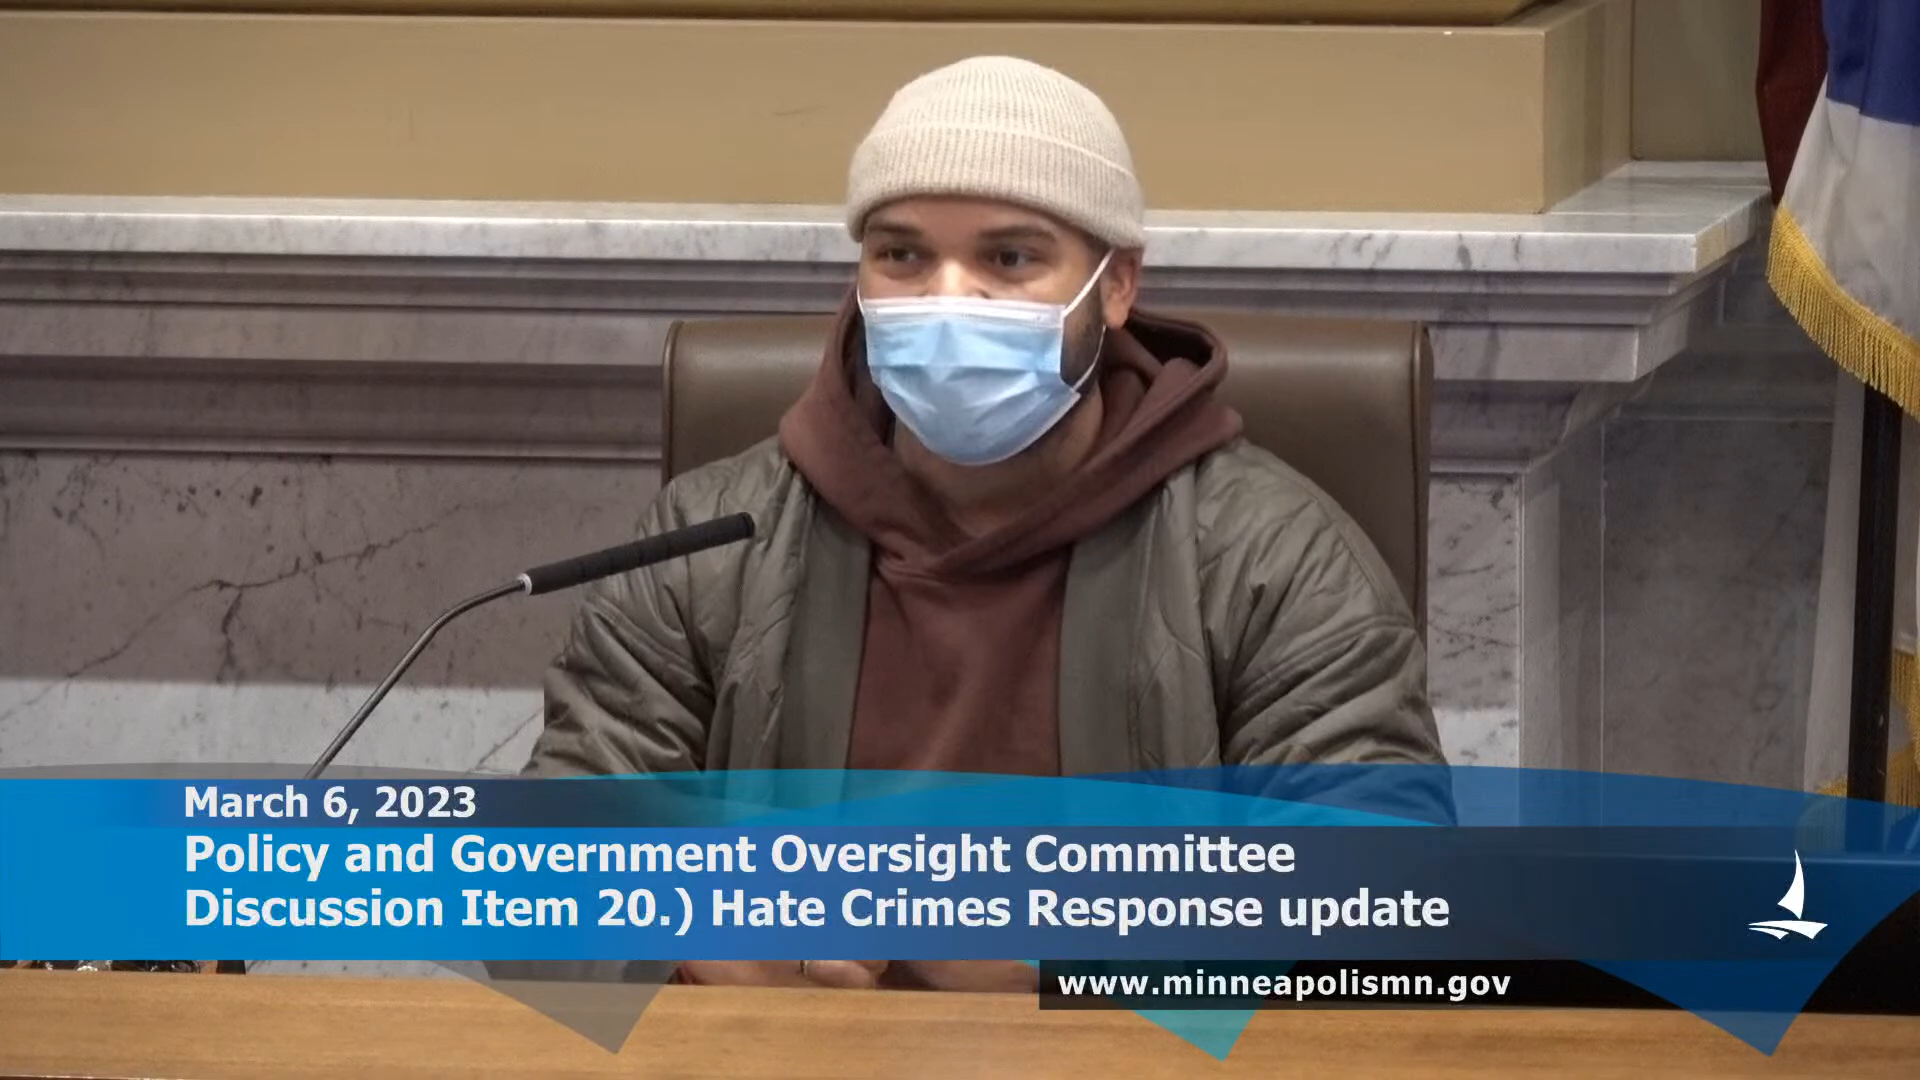 March 6, 2023
Policy and Government Oversight Committee
Discussion Item 20.) Hate Crimes Response update
www.minneapolismn.gov